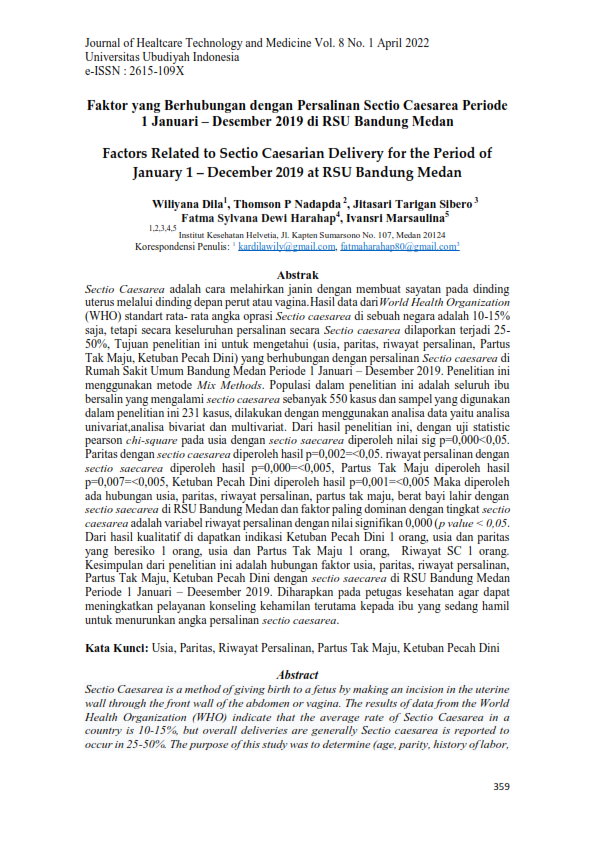 Journal of Healtcare Technology and Medicine Vol. 8 No. 1 April 2022
Universitas Ubudiyah Indonesia
e-ISSN : 2615-109X
Faktor yang Berhubungan dengan Persalinan Sectio Caesarea Periode
1 Januari – Desember 2019 di RSU Bandung Medan
Factors Related to Sectio Caesarian Delivery for the Period of
January 1 – December 2019 at RSU Bandung Medan
Wiliyana Dila1, Thomson P Nadapda 2, Jitasari Tarigan Sibero 3
Fatma Sylvana Dewi Harahap4, Ivansri Marsaulina5
1,2,3,4,5 Institut Kesehatan Helvetia, Jl. Kapten Sumarsono No. 107, Medan 20124
Korespondensi Penulis: 1 kardilawily@gmail.com, fatmaharahap80@gmail.com3
Abstrak
Sectio Caesarea adalah cara melahirkan janin dengan membuat sayatan pada dinding
uterus melalui dinding depan perut atau vagina.Hasil data dariWorld Health Organization
(WHO) standart rata- rata angka oprasi Sectio caesarea di sebuah negara adalah 10-15%
saja, tetapi secara keseluruhan persalinan secara Sectio caesarea dilaporkan terjadi 25-
50%, Tujuan penelitian ini untuk mengetahui (usia, paritas, riwayat persalinan, Partus
Tak Maju, Ketuban Pecah Dini) yang berhubungan dengan persalinan Sectio caesarea di
Rumah Sakit Umum Bandung Medan Periode 1 Januari – Desember 2019. Penelitian ini
menggunakan metode Mix Methods. Populasi dalam penelitian ini adalah seluruh ibu
bersalin yang mengalami sectio caesarea sebanyak 550 kasus dan sampel yang digunakan
dalam penelitian ini 231 kasus, dilakukan dengan menggunakan analisa data yaitu analisa
univariat,analisa bivariat dan multivariat. Dari hasil penelitian ini, dengan uji statistic
pearson chi-square pada usia dengan sectio saecarea diperoleh nilai sig p=0,000<0,05.
Paritas dengan sectio caesarea diperoleh hasil p=0,002=<0,05. riwayat persalinan dengan
sectio saecarea diperoleh hasil p=0,000=<0,005, Partus Tak Maju diperoleh hasil
p=0,007=<0,005, Ketuban Pecah Dini diperoleh hasil p=0,001=<0,005 Maka diperoleh
ada hubungan usia, paritas, riwayat persalinan, partus tak maju, berat bayi lahir dengan
sectio saecarea di RSU Bandung Medan dan faktor paling dominan dengan tingkat sectio
caesarea adalah variabel riwayat persalinan dengan nilai signifikan 0,000 (p value < 0,05.
Dari hasil kualitatif di dapatkan indikasi Ketuban Pecah Dini 1 orang, usia dan paritas
yang beresiko 1 orang, usia dan Partus Tak Maju 1 orang, Riwayat SC 1 orang.
Kesimpulan dari penelitian ini adalah hubungan faktor usia, paritas, riwayat persalinan,
Partus Tak Maju, Ketuban Pecah Dini dengan sectio saecarea di RSU Bandung Medan
Periode 1 Januari – Deesember 2019. Diharapkan pada petugas kesehatan agar dapat
meningkatkan pelayanan konseling kehamilan terutama kepada ibu yang sedang hamil
untuk menurunkan angka persalinan sectio caesarea.
Kata Kunci: Usia, Paritas, Riwayat Persalinan, Partus Tak Maju, Ketuban Pecah Dini
Abstract
Sectio Caesarea is a method of giving birth to a fetus by making an incision in the uterine
wall through the front wall of the abdomen or vagina. The results of data from the World
Health Organization (WHO) indicate that the average rate of Sectio Caesarea in a
country is 10-15%, but overall deliveries are generally Sectio caesarea is reported to
occur in 25-50%. The purpose of this study was to determine (age, parity, history of labor,
359